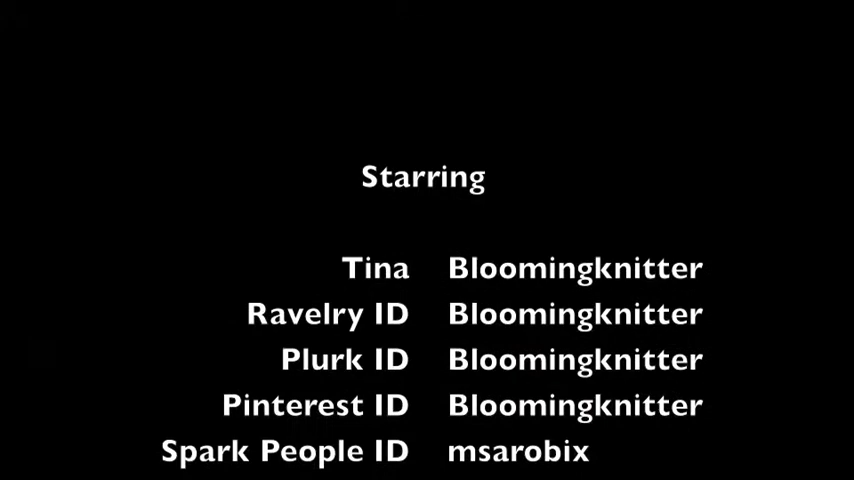 Starring
Tina Bloomingknitter
Ravelry ID Bloomingknitter
Plurk ID Bloomingknitter
Pinterest ID Bloomingknitter
Spark People ID msarobix